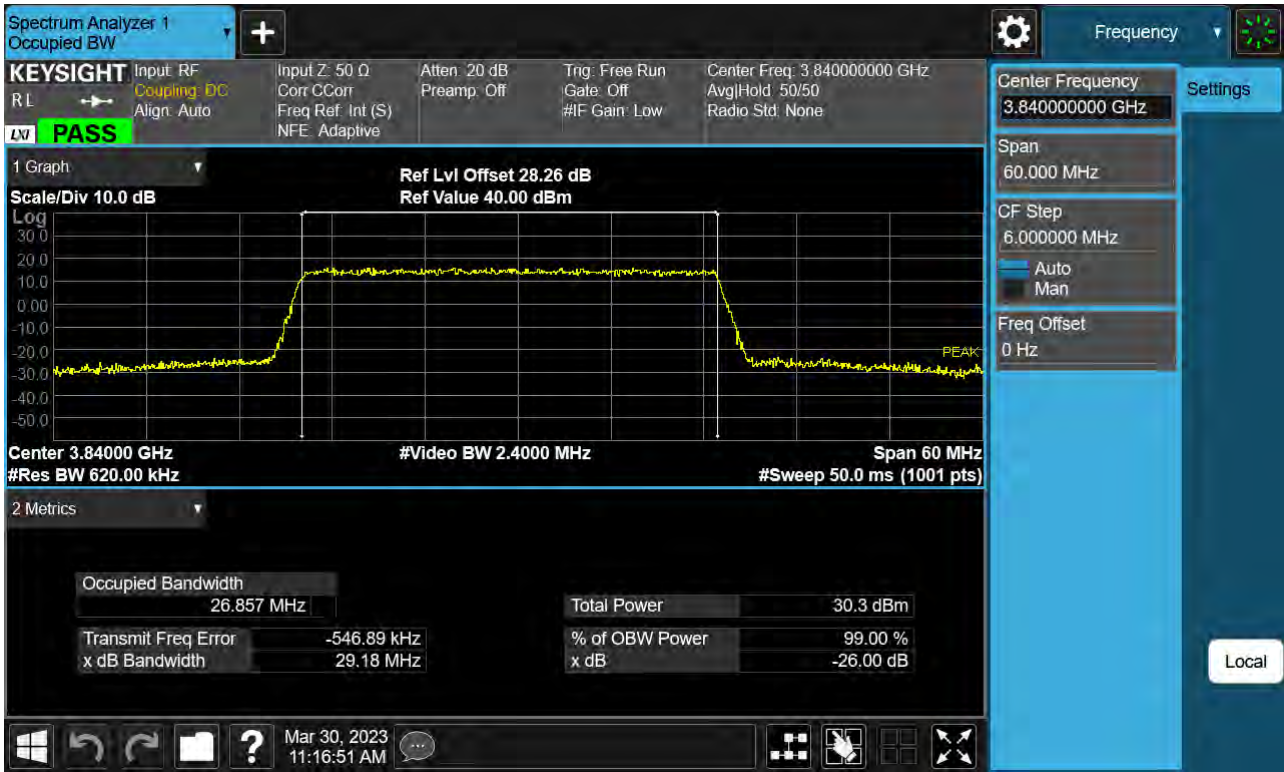 Spectrum Analyzer 1
Occupied BW
Frequency
KEYSIGHT
RL
LXI
PASS
Input: RF
Coupling: DC
Align: Auto
Input Z: 50 Ω
Corr CCorr
Freq Ref: Int (S)
NFE: Adaptive
Atten: 20 dB
Preamp: Off
Trig: Free Run
Gate: Off
#IF Gain: Low
Center Freq: 3.840000000 GHz
Avg|Hold: 50/50
Radio Std: None
Center Frequency
3.840000000 GHz
Settings
Span
60.000 MHz
CF Step
6.000000 MHz
Auto
Man
Freq Offset
0 Hz
Local
1 Graph
Ref Lvl Offset 28.26 dB
Scale/Div 10.0 dB
Ref Value 40.00 dBm
Log
30.0
20.0
10.0
0.00
-10.0
-20.0
-30.0
-40.0
-50.0
PEAK
Center 3.84000 GHz
#Video BW 2.4000 MHz
Span 60 MHz
#Res BW 620.00 kHz
#Sweep 50.0 ms (1001 pts)
2 Metrics
Occupied Bandwidth
26.857 MHz
Total Power 30.3 dBm
Transmit Freq Error -546.89 kHz
% of OBW Power 99.00 %
x dB Bandwidth 29.18 MHz
x dB -26.00 dB
?
Mar 30, 2023
11:16:51 AM